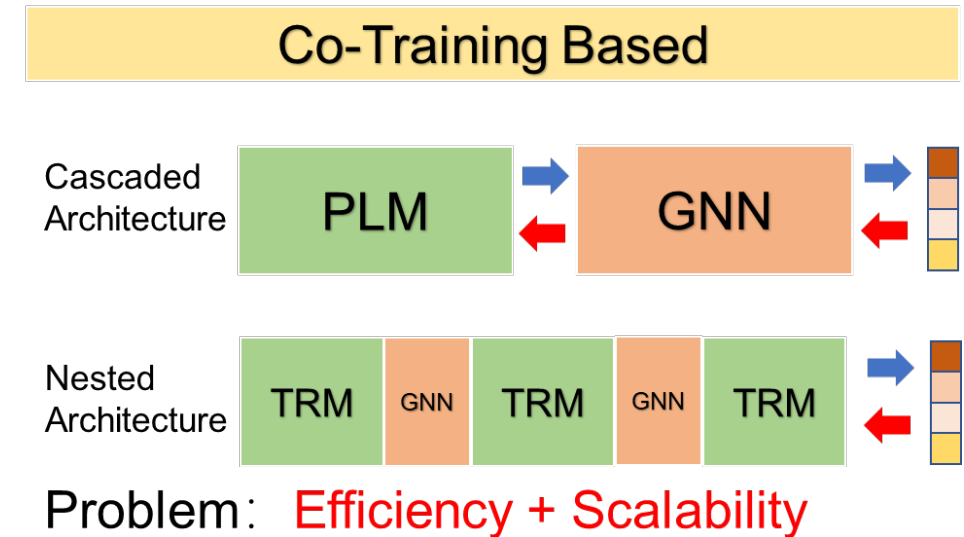 Co-Training Based
Cascaded
Architecture
PLM
GNN
Nested
Architecture
TRM
GNN
TRM
GNN
TRM
Problem： Efficiency + Scalability